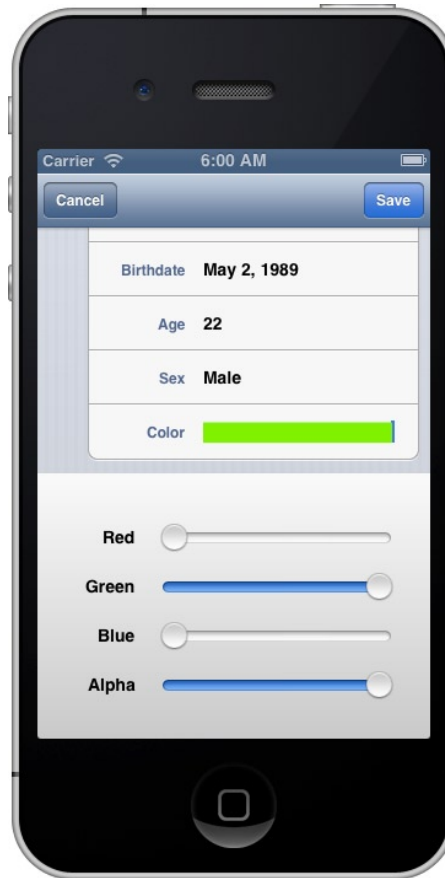 Carrier 6:00 AM
Cancel Save
Birthdate May 2, 1989
Age 22
Sex Male
Color
Red
Green
Blue
Alpha